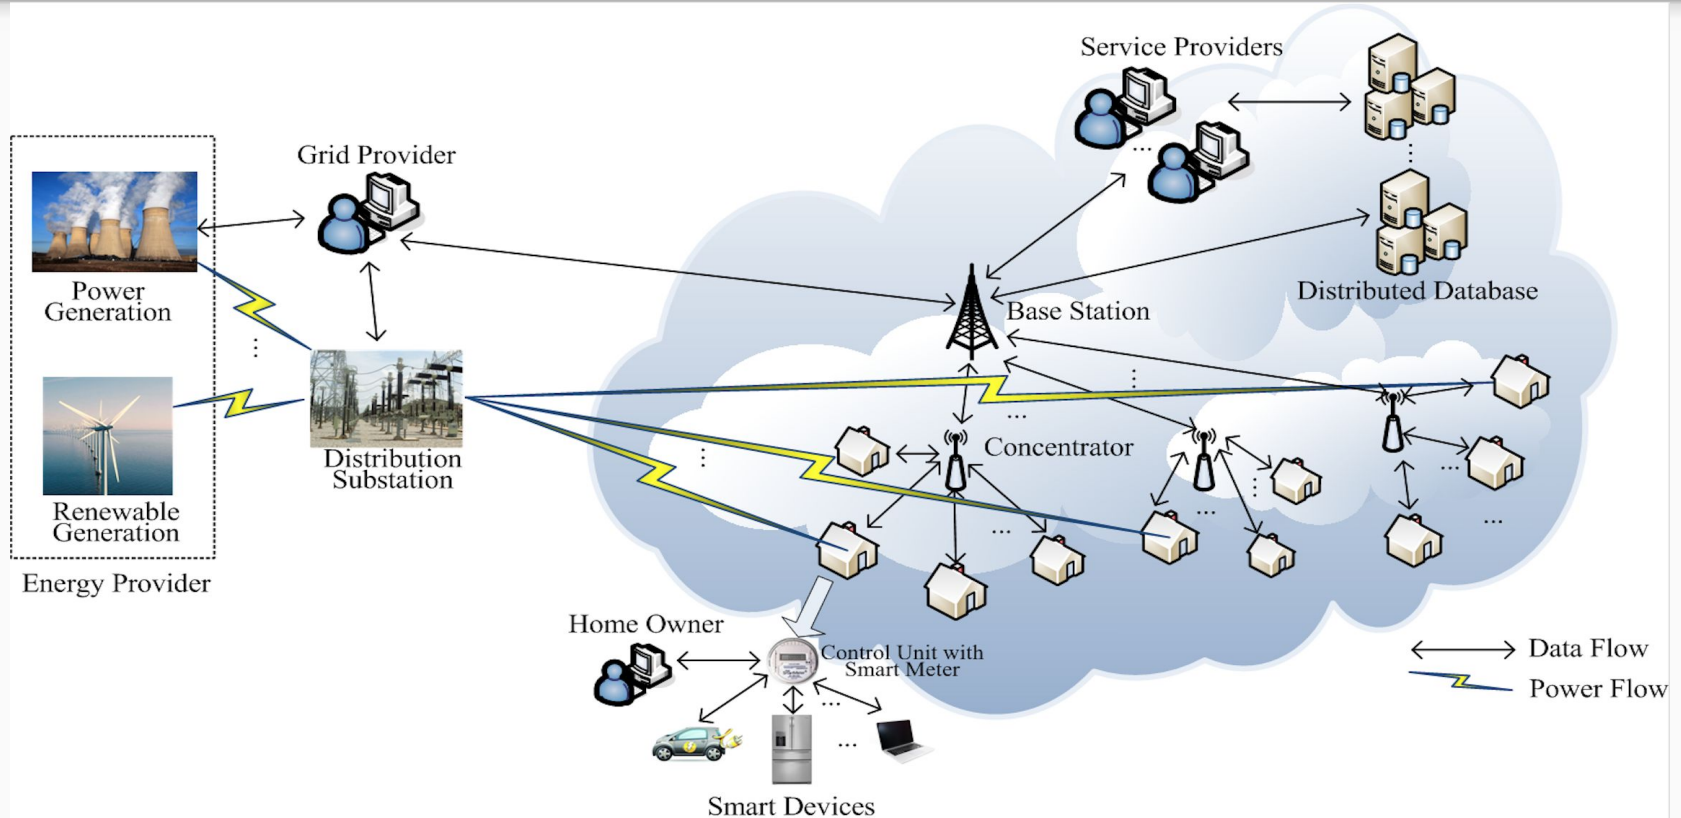 Service Providers
Grid Provider
Power
Generation
Distributed Database
Base Station
Distribution
Substation
Concentrator
Renewable
Generation
Energy Provider
Home Owner
Control Unit with
Smart Meter
Data Flow
Power Flow
Smart Devices